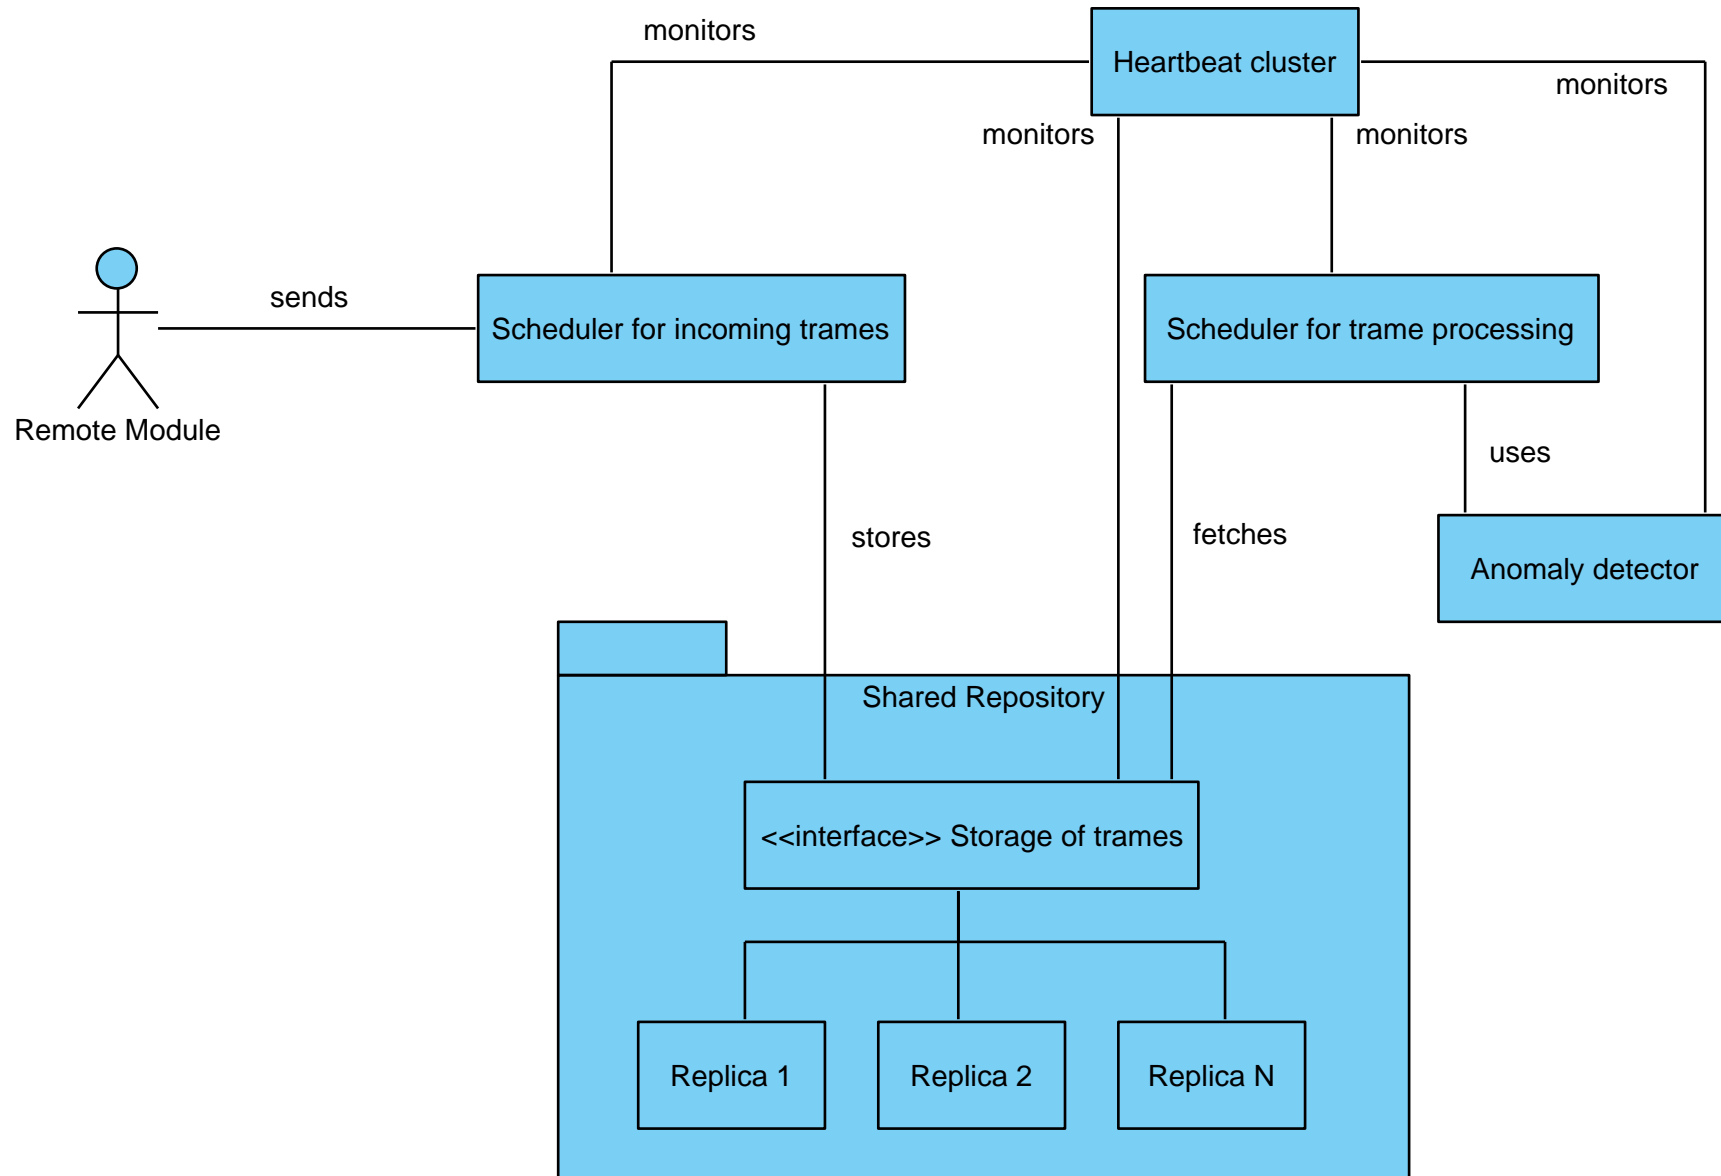 monitors
Heartbeat cluster
monitors
monitors
monitors
sends
Scheduler for incoming trames
Scheduler for trame processing
Remote Module
uses
stores
fetches
Anomaly detector
Shared Repository
<<interface>> Storage of trames
Replica 1
Replica 2
Replica N